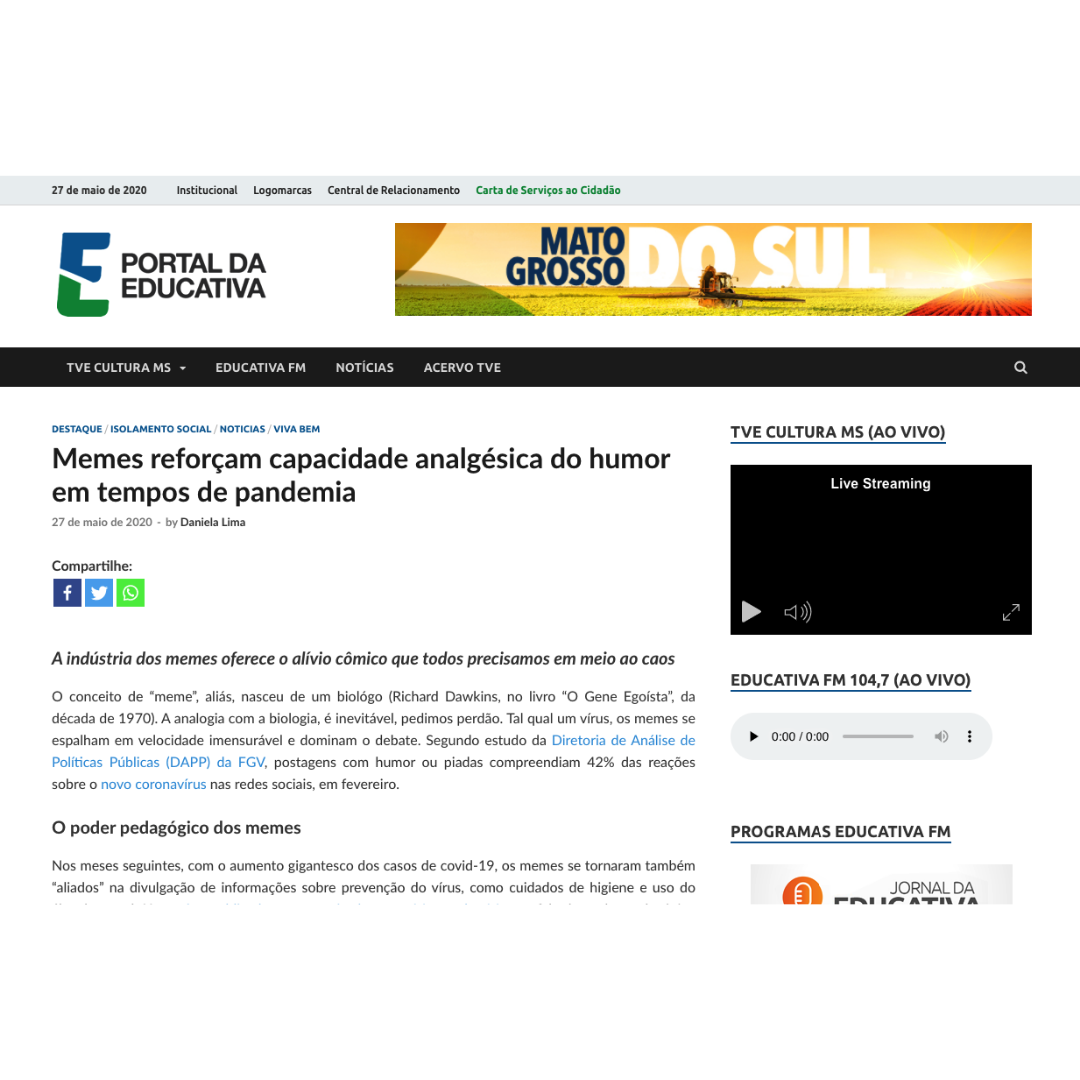 27 de maio de 2020 Institucional Logomarcas Central de Relacionamento Carta de Serviços ao Cidadão
PORTAL DA
EDUCATIVA
MATO
GROSSO
DO SUL
TVE CULTURA MS EDUCATIVA FM NOTÍCIAS ACERVO TVE
DESTAQUE / ISOLAMENTO SOCIAL / NOTICIAS / VIVA BEM
Memes reforçam capacidade analgésica do humor
em tempos de pandemia
27 de maio de 2020 - by Daniela Lima
Compartilhe:
A indústria dos memes oferece o alívio cômico que todos precisamos em meio ao caos
O conceito de “meme”, aliás, nasceu de um biológo (Richard Dawkins, no livro “O Gene Egoísta”, da
década de 1970). A analogia com a biologia, é inevitável, pedimos perdão. Tal qual um vírus, os memes se
espalham em velocidade imensurável e dominam o debate. Segundo estudo da Diretoria de Análise de
Políticas Públicas (DAPP) da FGV, postagens com humor ou piadas compreendiam 42% das reações
sobre o novo coronavírus nas redes sociais, em fevereiro.
O poder pedagógico dos memes
Nos meses seguintes, com o aumento gigantesco dos casos de covid-19, os memes se tornaram também
“aliados” na divulgação de informações sobre prevenção do vírus, como cuidados de higiene e uso do
TVE CULTURA MS (AO VIVO)
Live Streaming
EDUCATIVA FM 104,7 (AO VIVO)
0:00 / 0:00
PROGRAMAS EDUCATIVA FM
JORNAL DA
EDUCATIVA